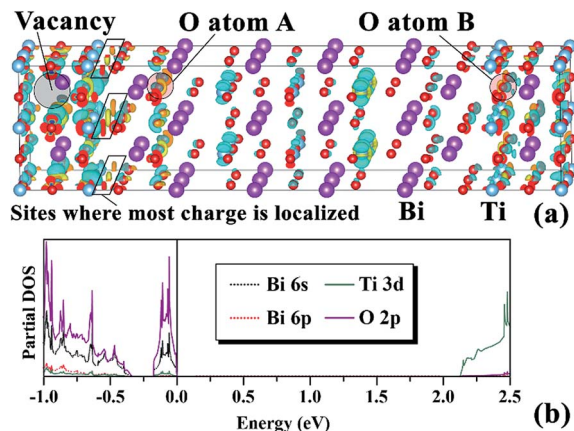 Vacancy
O atom A
O atom B
Sites where most charge is localized
Bi
Ti
(a)
Partial DOS
Bi 6s
Ti 3d
Bi 6p
O 2p
-1.0
-0.5
0.0
0.5
1.0
1.5
2.0
2.5
Energy (eV)
(b)